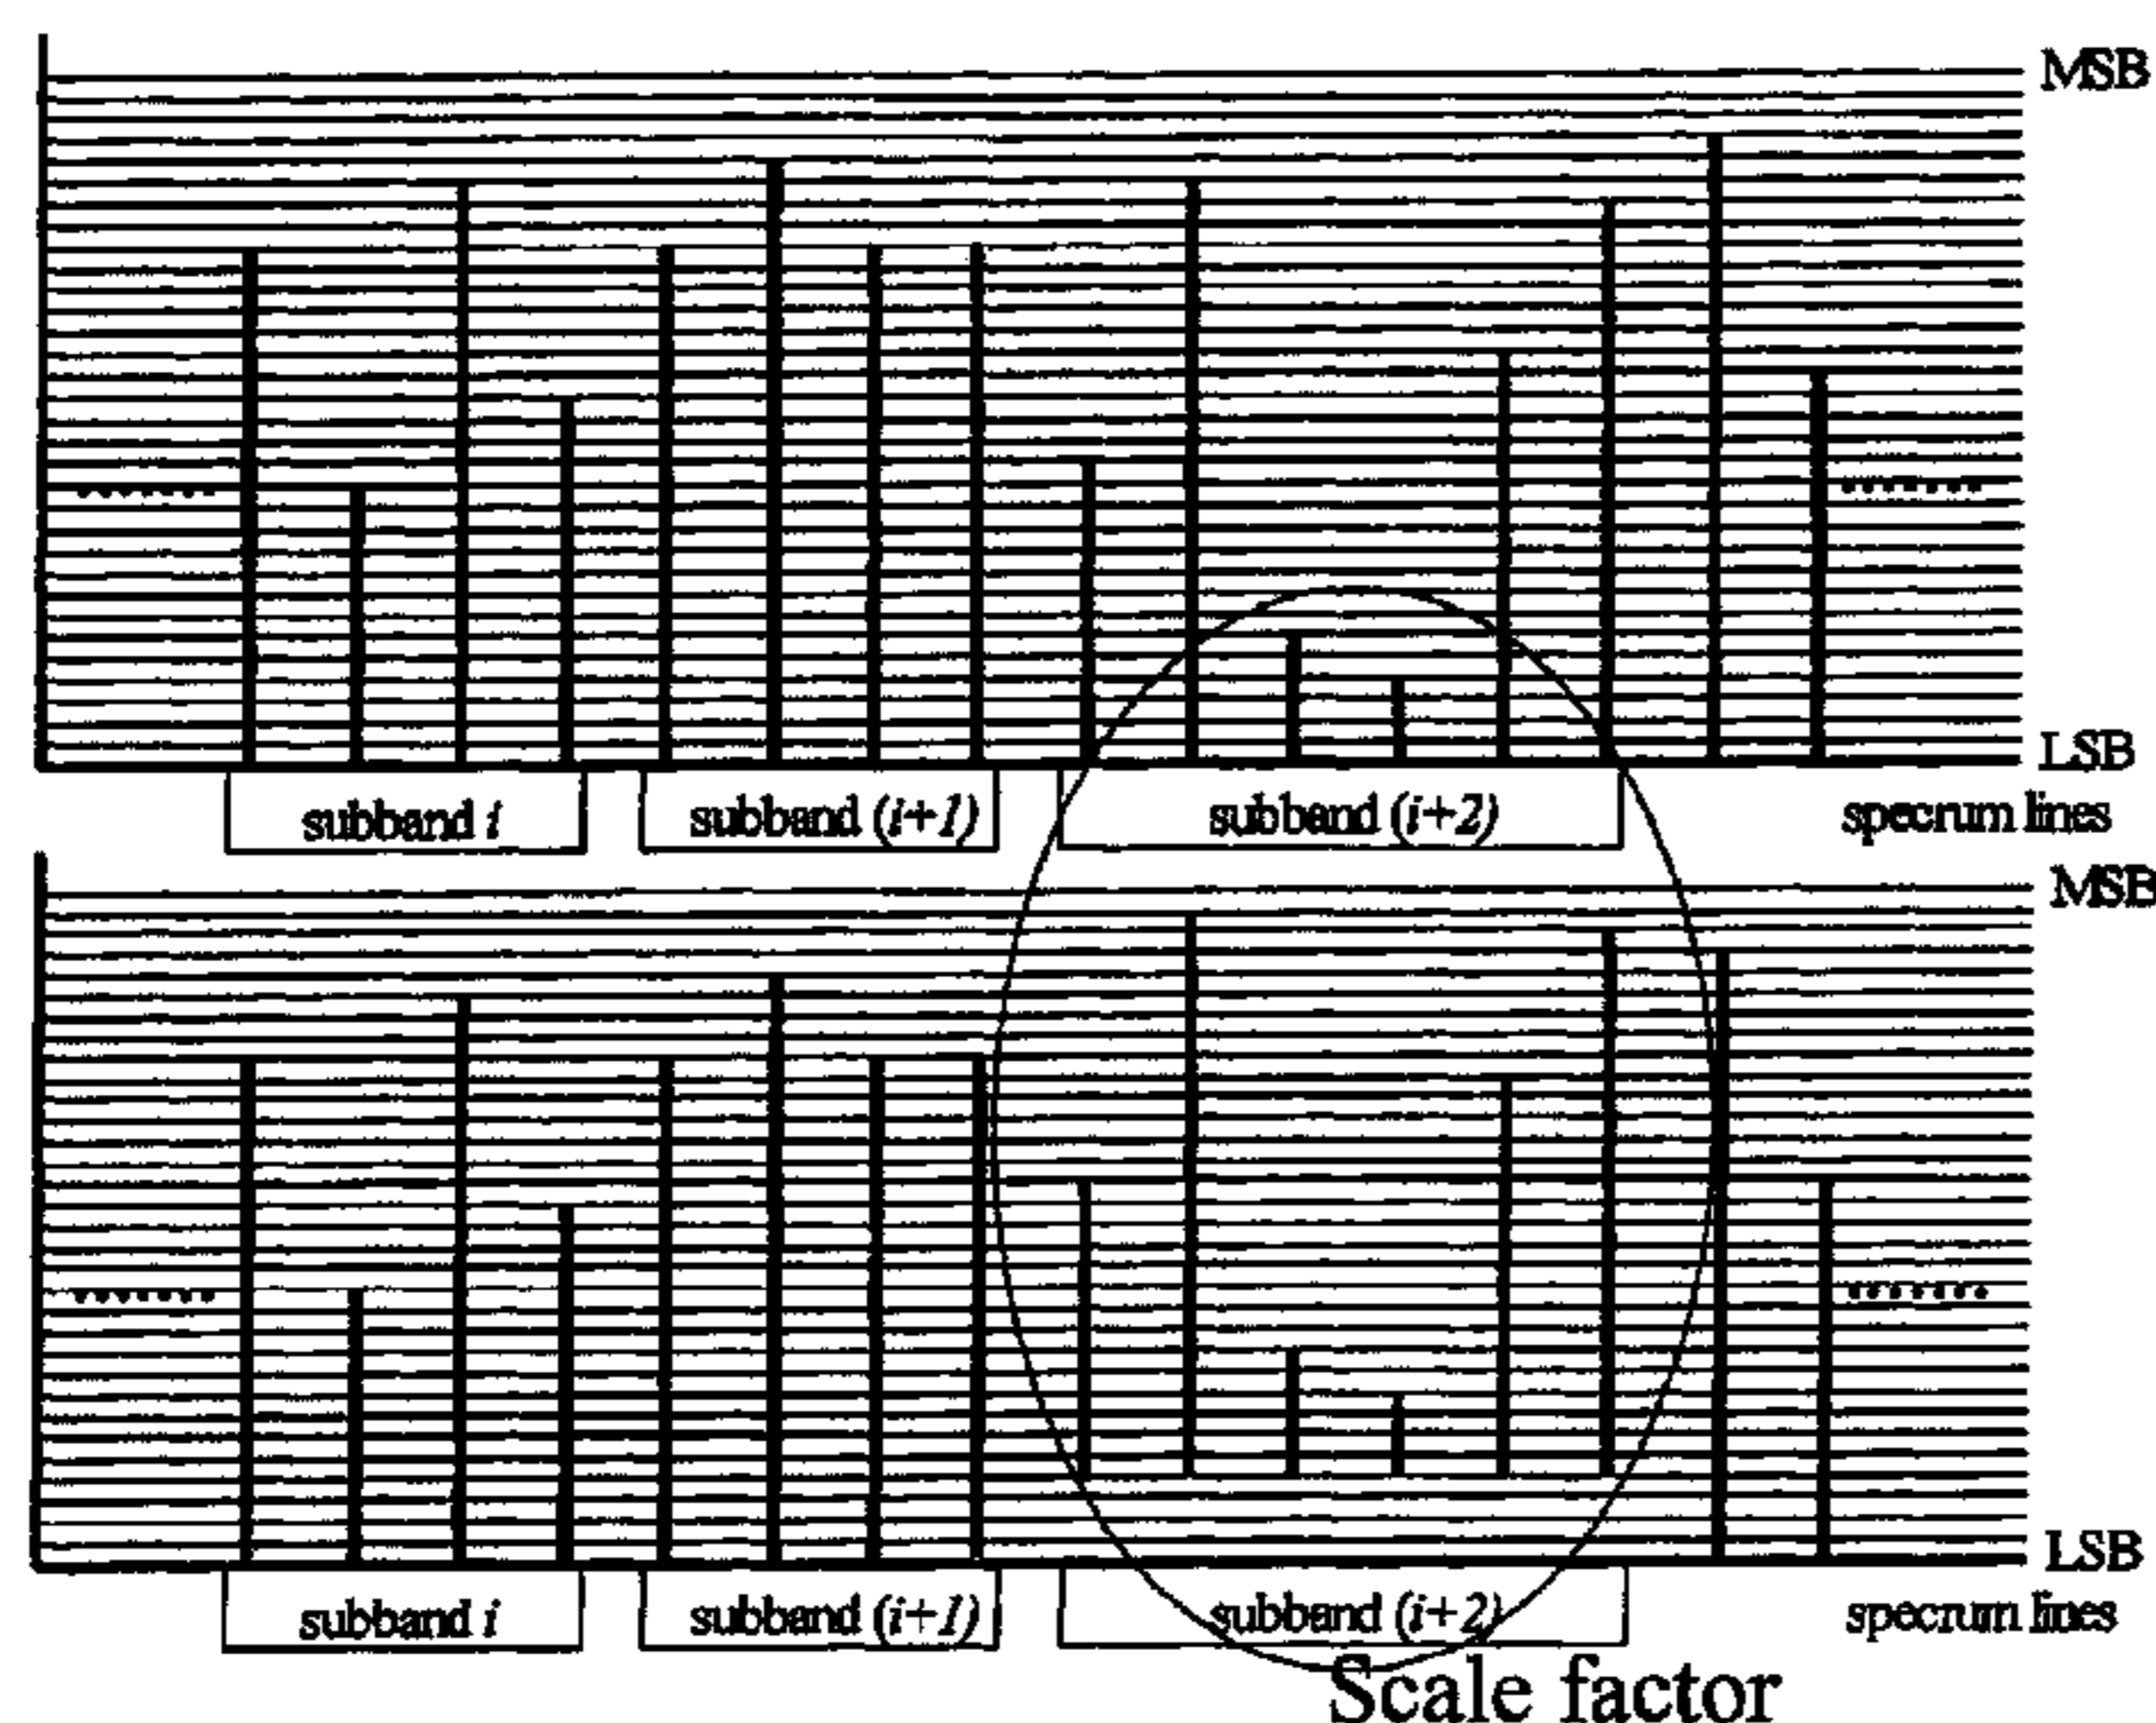 MSB
LSB
subband i subband (i+1) subband (i+2) specrum lines
MSB
LSB
subband i subband (i+1) subband (i+2) specrum lines
Scale factor